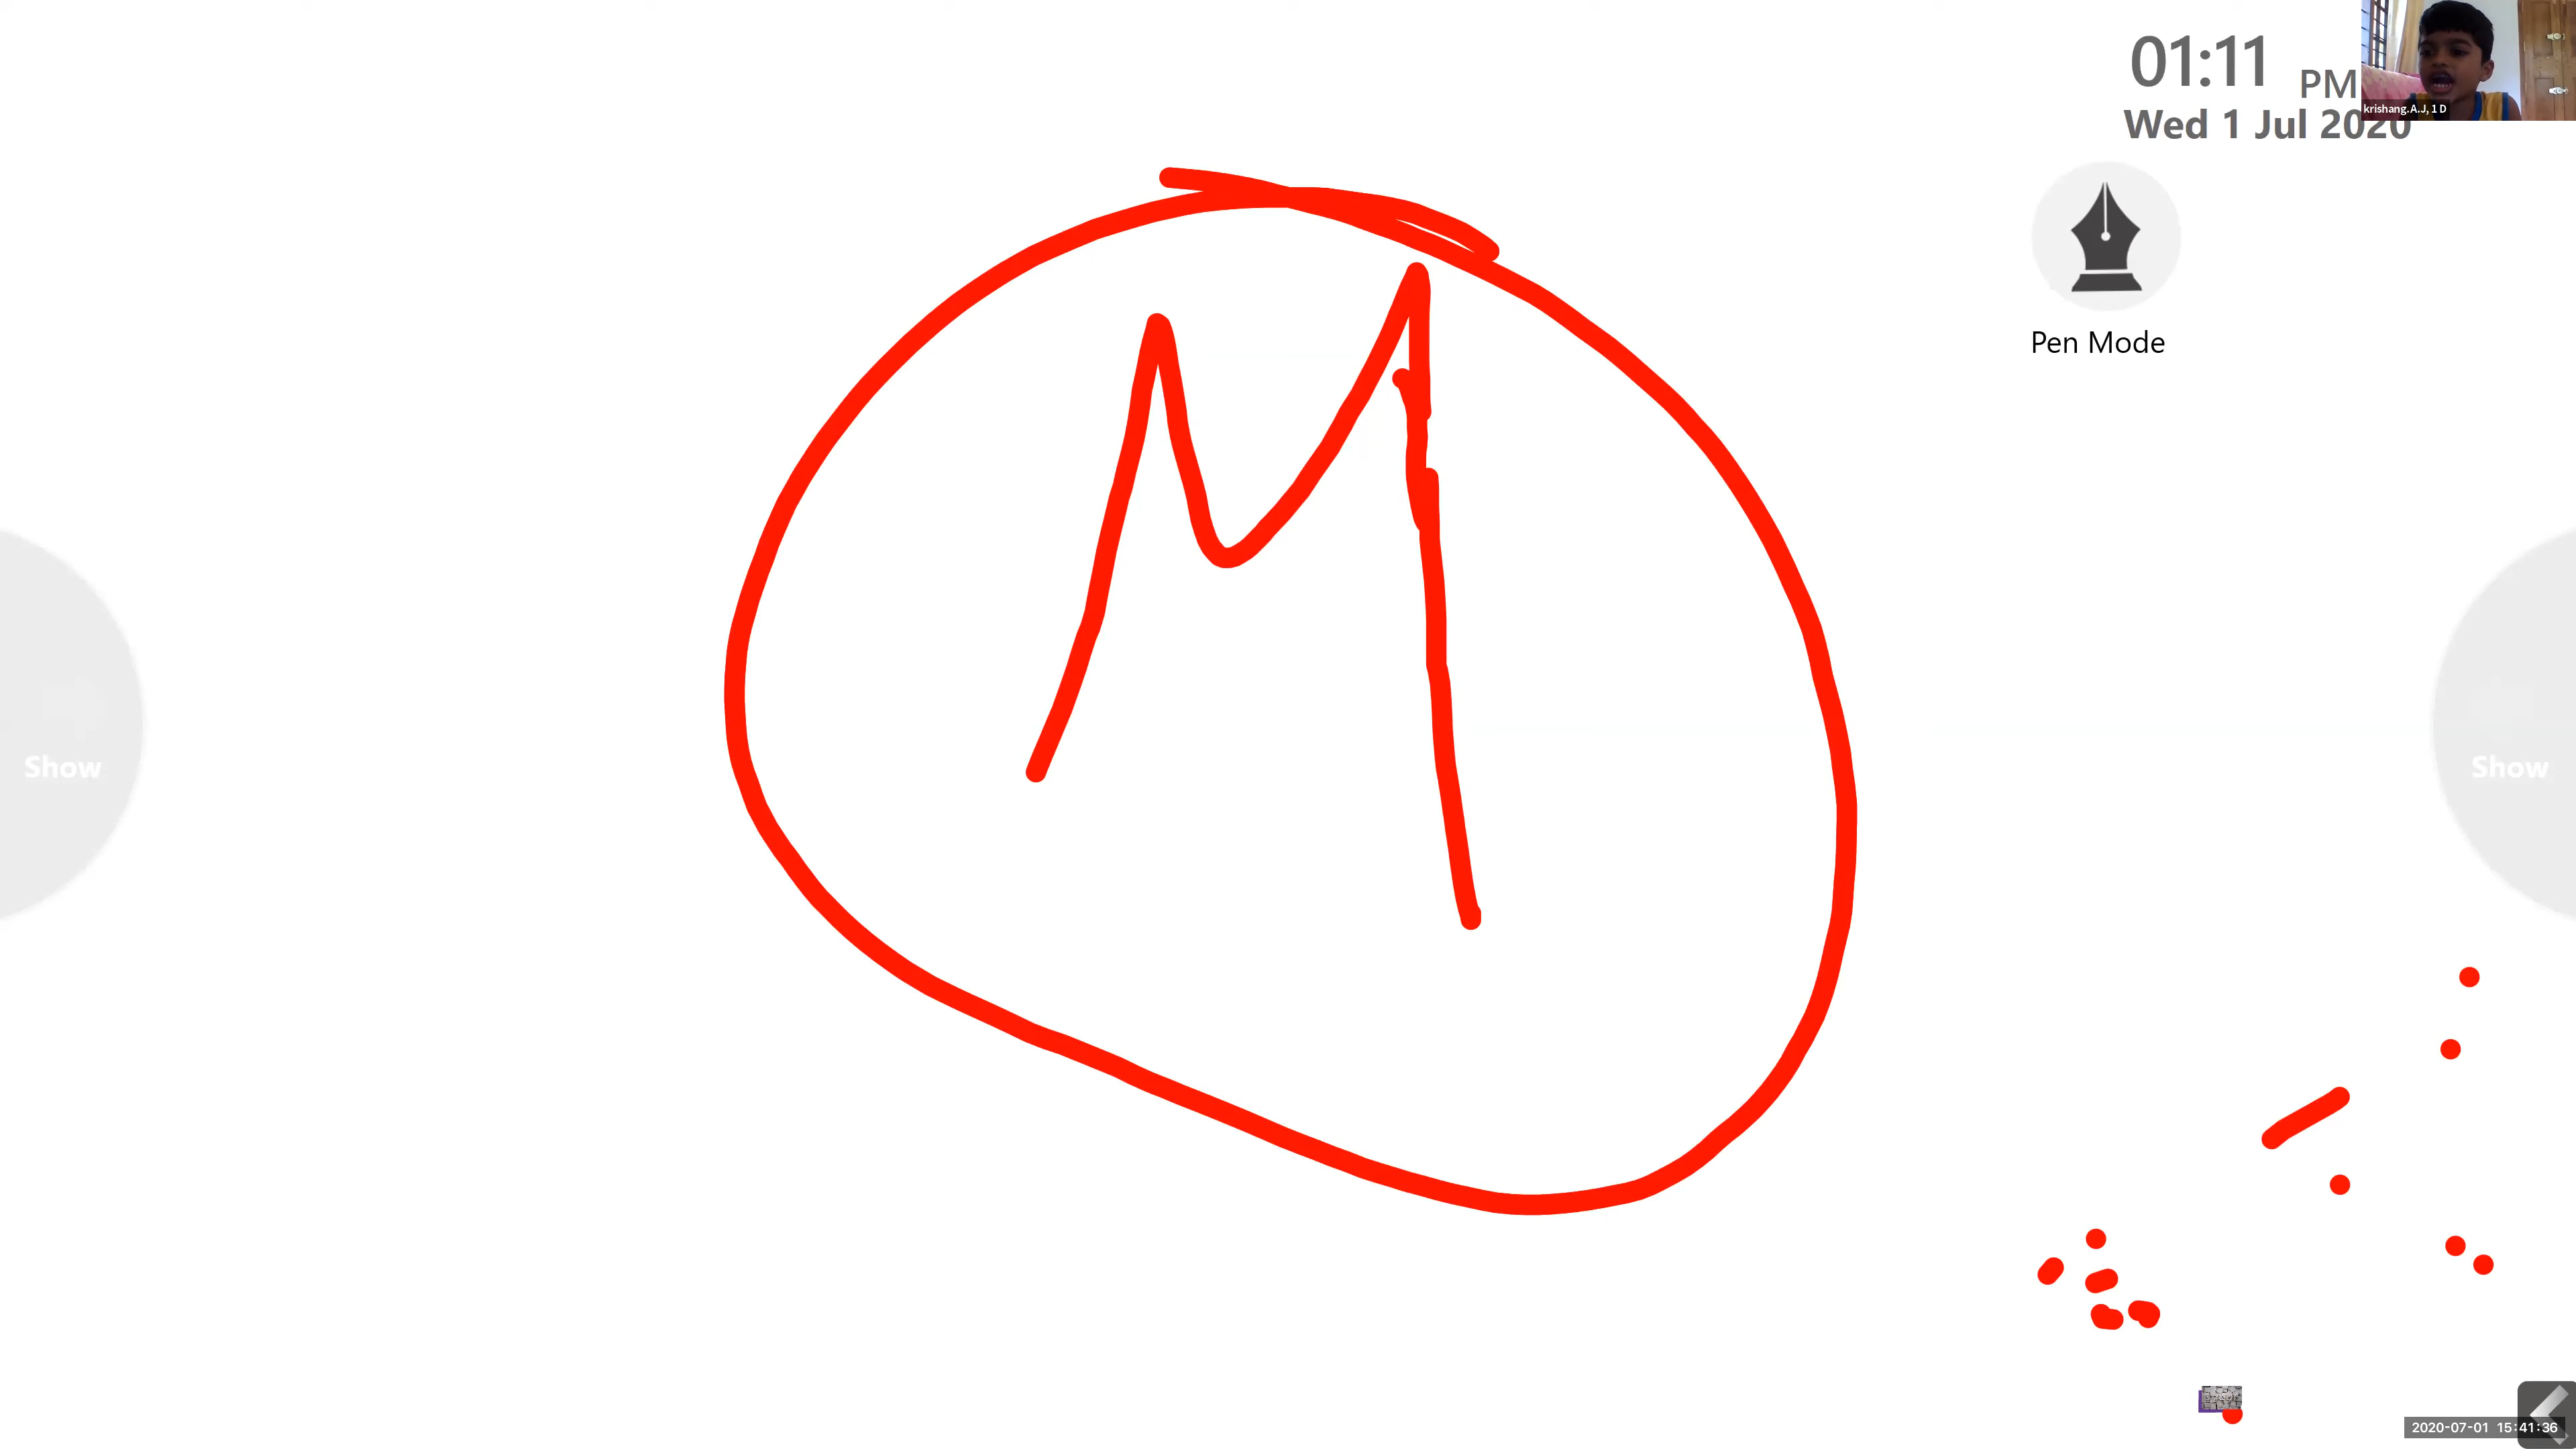 01:11 PM
krishang.A.J, 1 D
Wed 1 Jul 2020
M
Pen Mode
Show
Show
2020-07-01 15:41:36